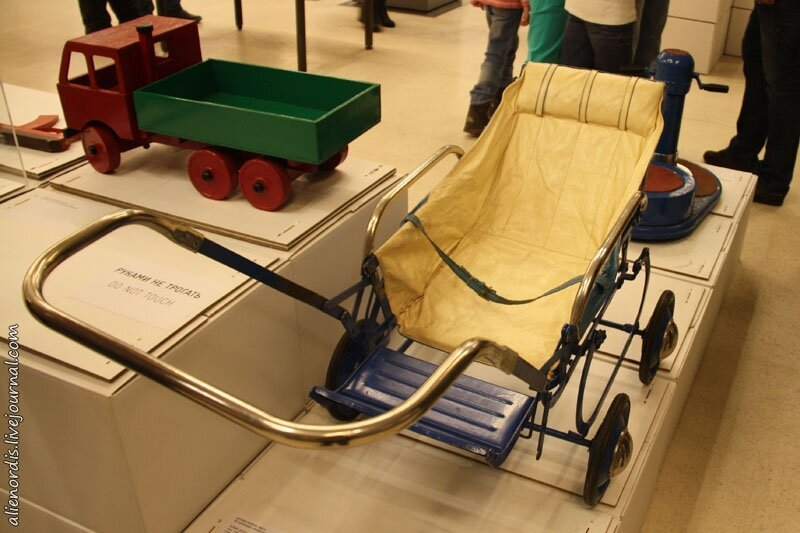 РУКАМИ НЕ ТРОГАТЬ
DO NOT TOUCH
alienordis.livejournal.com